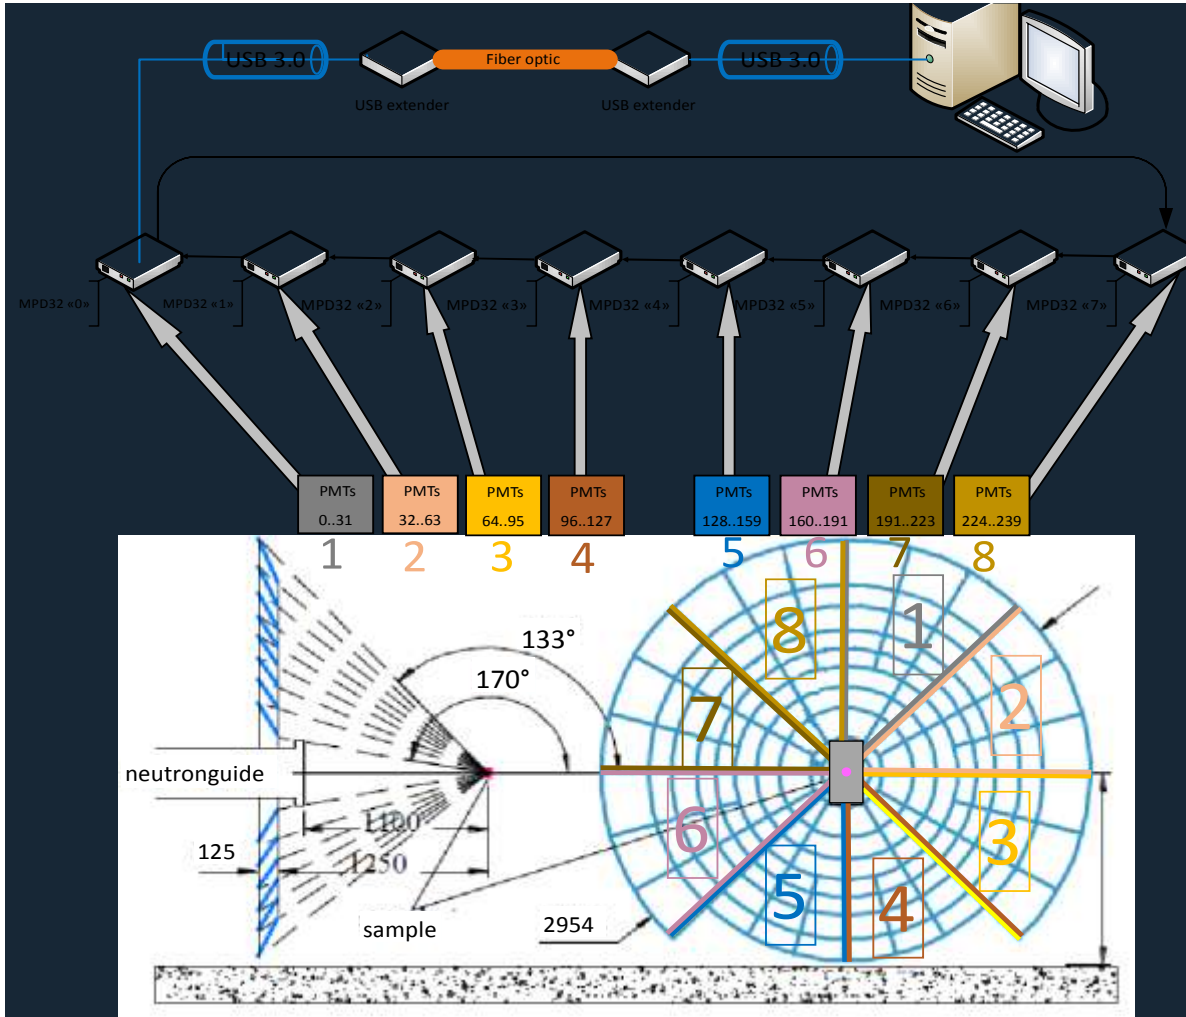 USB 3.0
Fiber optic
USB 3.0
USB extender
USB extender
MPD32 «0»
MPD32 «1»
MPD32 «2»
MPD32 «3»
MPD32 «4»
MPD32 «5»
MPD32 «6»
MPD32 «7»
PMTs
0..31
PMTs
32..63
PMTs
64..95
PMTs
96..127
PMTs
128..159
PMTs
160..191
PMTs
191..223
PMTs
224..239
1
2
3
4
5
6
7
8
133°
170°
neutronguide
1100
125
1250
sample
2954
8
1
7
2
6
3
5
4